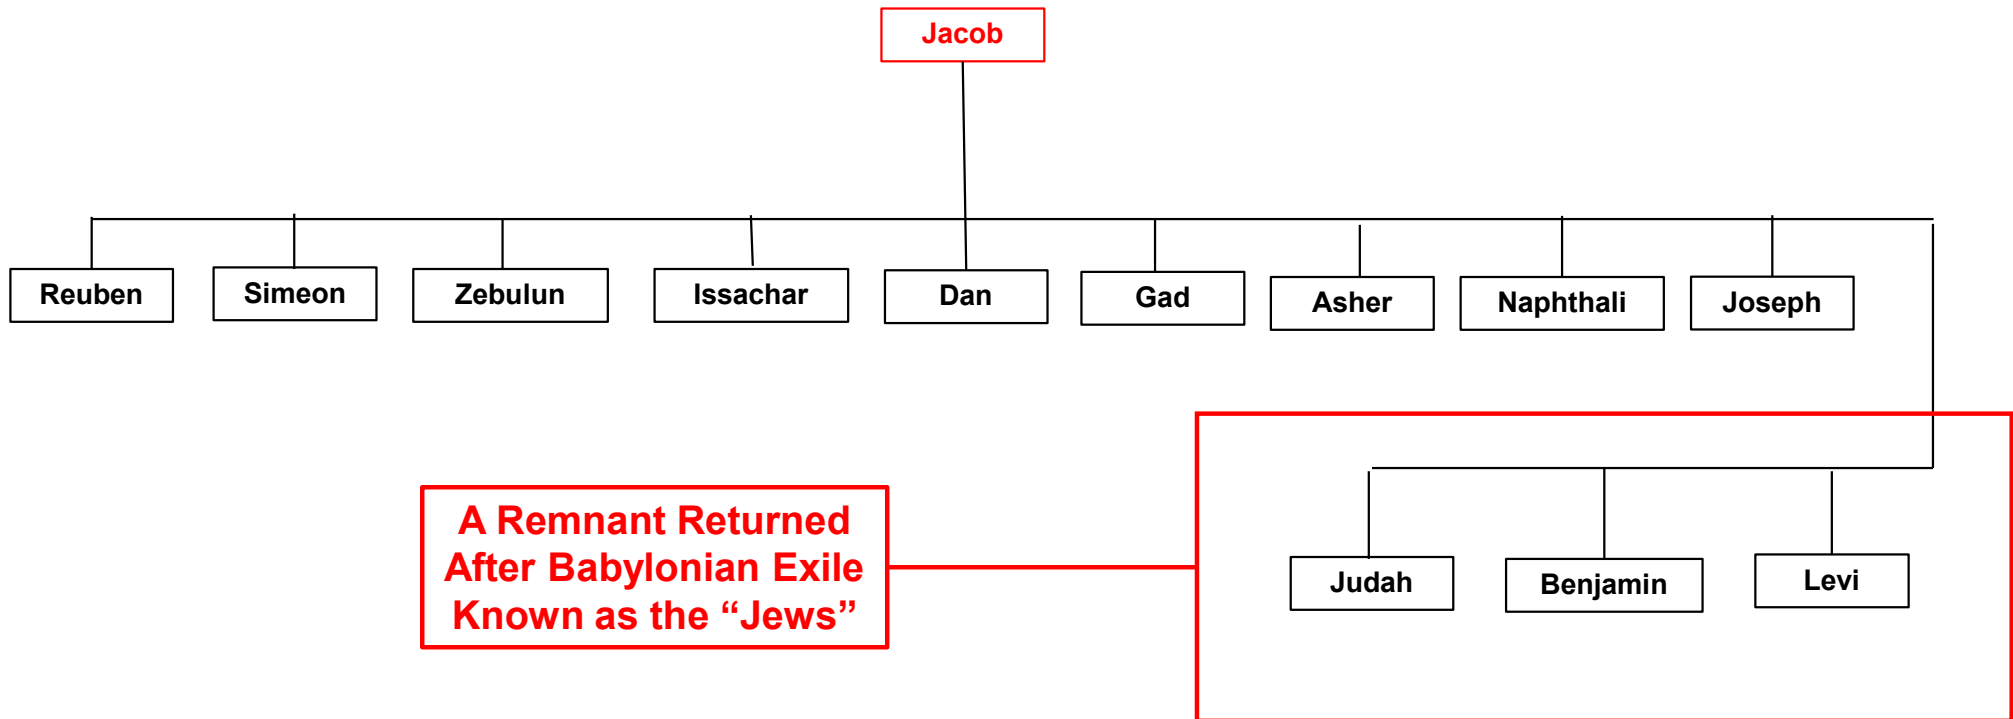 Jacob
Reuben
Simeon
Zebulun
Issachar
Dan
Gad
Asher
Naphthali
Joseph
A Remnant Returned
After Babylonian Exile
Known as the “Jews”
Judah
Benjamin
Levi